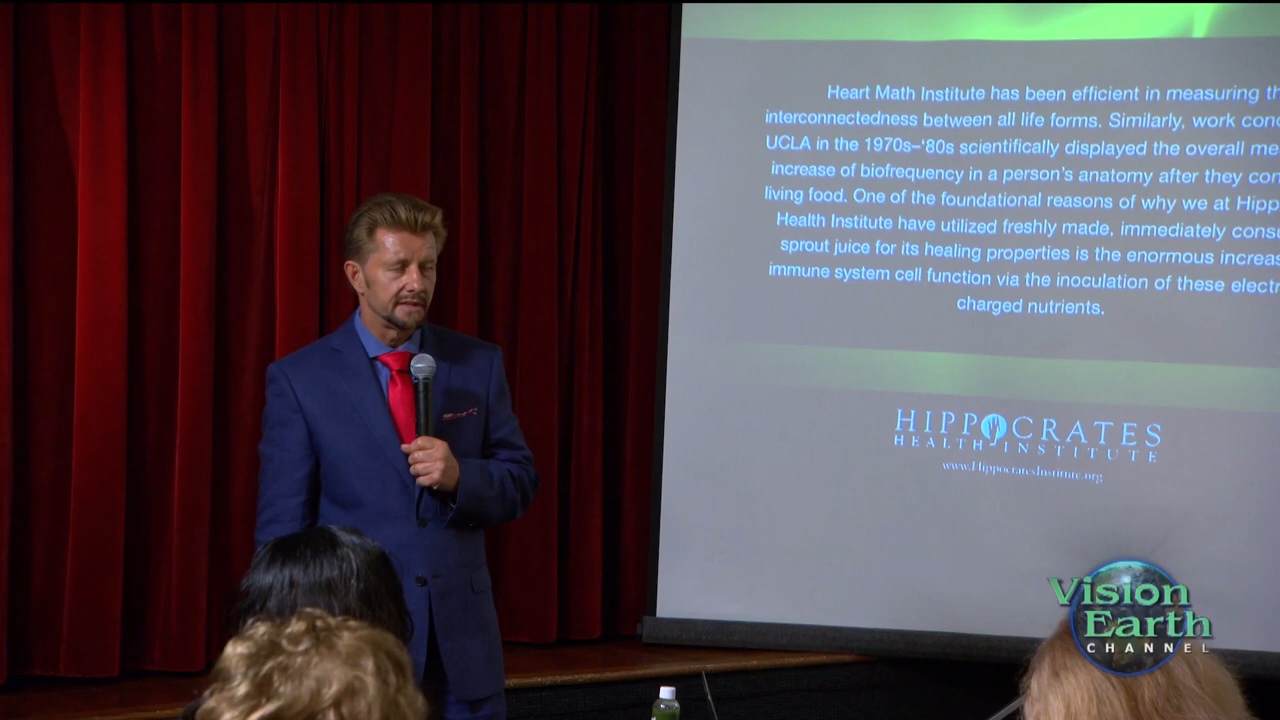 Heart Math Institute has been efficient in measuring th
interconnectedness between all life forms. Similarly, work conc
UCLA in the 1970s–‘80s scientifically displayed the overall me
increase of biofrequency in a person's anatomy after they con
living food. One of the foundational reasons of why we at Hipp
Health Institute have utilized freshly made, immediately consu
sprout juice for its healing properties is the enormous increas
immune system cell function via the inoculation of these electr
charged nutrients.
HIPPOCRATES
HEALTH INSTITUTE
www.HippocratesInstitute.org
Vision
Earth
CHANNEL